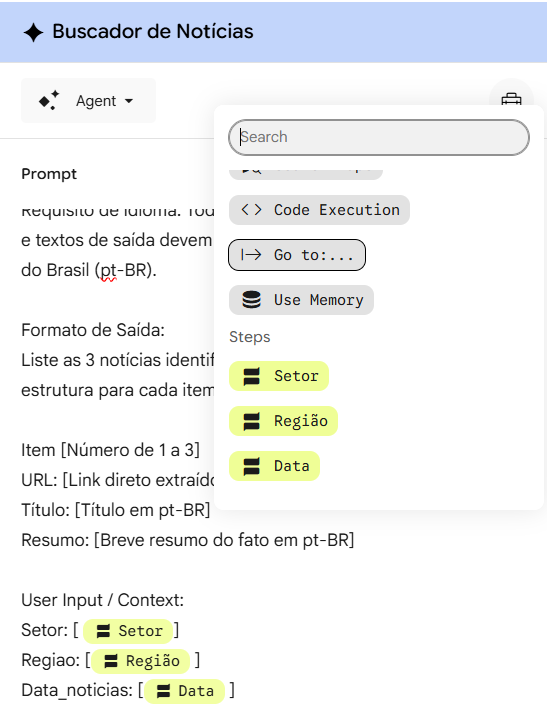 Buscador de Notícias
Agent
Search
Prompt
Requisito de idioma: Tod
e textos de saída devem
do Brasil (pt-BR).
Code Execution
Go to:...
Use Memory
Steps
Setor
Região
Data
Formato de Saída:
Liste as 3 notícias identif
estrutura para cada item
Item [Número de 1 a 3]
URL: [Link direto extraído
Título: [Título em pt-BR]
Resumo: [Breve resumo do fato em pt-BR]
User Input / Context:
Setor: [ Setor ]
Regiao: [ Região ]
Data_noticias: [ Data ]